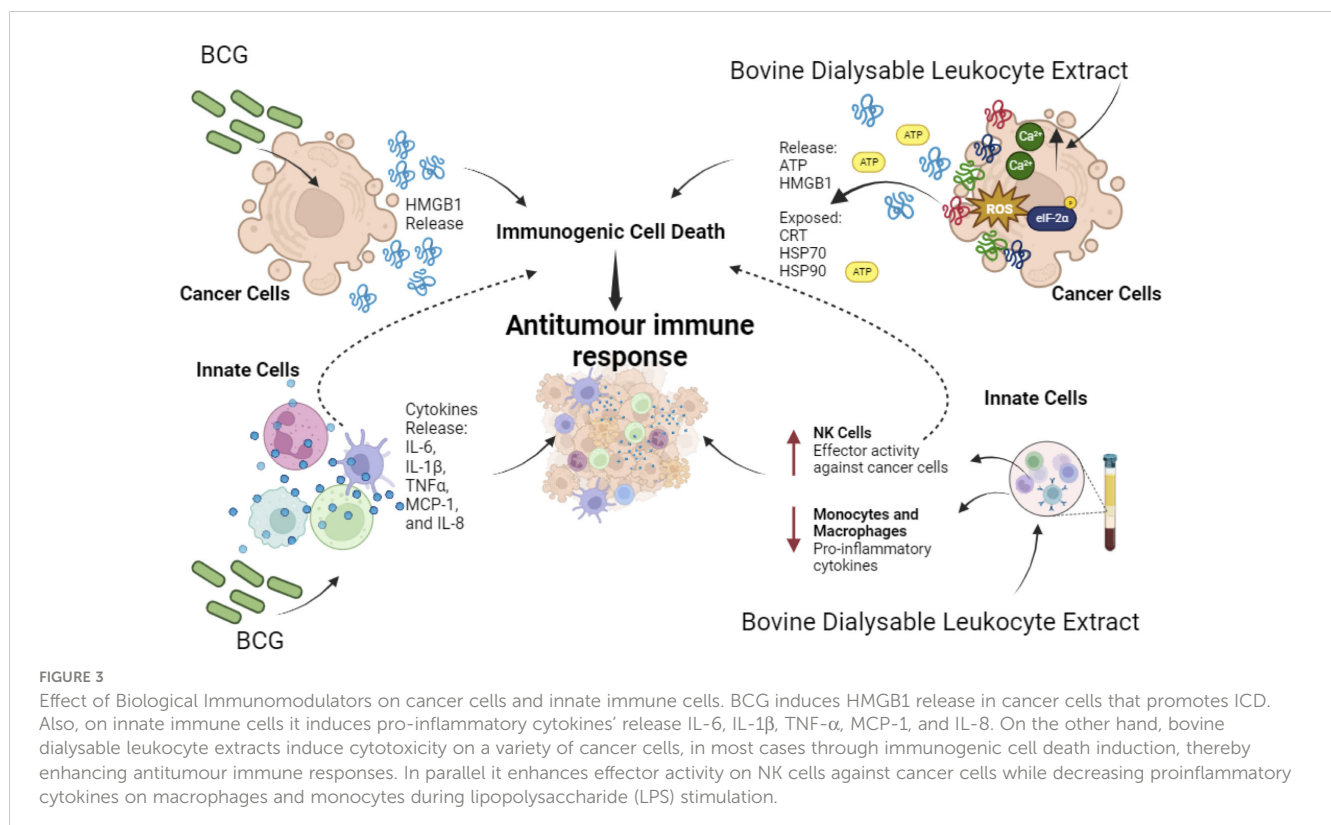 BCG
Bovine Dialysable Leukocyte Extract
HMGB1
Release
Cancer Cells
Release:
ATP
HMGB1
Exposed:
CRT
HSP70
HSP90
ATP
ATP
ATP
Ca²⁺
Ca²⁺
ROS
eIF-2α
P
Cancer Cells
Immunogenic Cell Death
Antitumour immune
response
Innate Cells
Cytokines
Release:
IL-6,
IL-1β,
TNFα,
MCP-1,
and IL-8
BCG
Innate Cells
NK Cells
Effector activity
against cancer cells
Monocytes and
Macrophages
Pro-inflammatory
cytokines
Bovine Dialysable Leukocyte Extract
FIGURE 3
Effect of Biological Immunomodulators on cancer cells and innate immune cells. BCG induces HMGB1 release in cancer cells that promotes ICD.
Also, on innate immune cells it induces pro-inflammatory cytokines’ release IL-6, IL-1β, TNF-α, MCP-1, and IL-8. On the other hand, bovine
dialysable leukocyte extracts induce cytotoxicity on a variety of cancer cells, in most cases through immunogenic cell death induction, thereby
enhancing antitumour immune responses. In parallel it enhances effector activity on NK cells against cancer cells while decreasing proinflammatory
cytokines on macrophages and monocytes during lipopolysaccharide (LPS) stimulation.